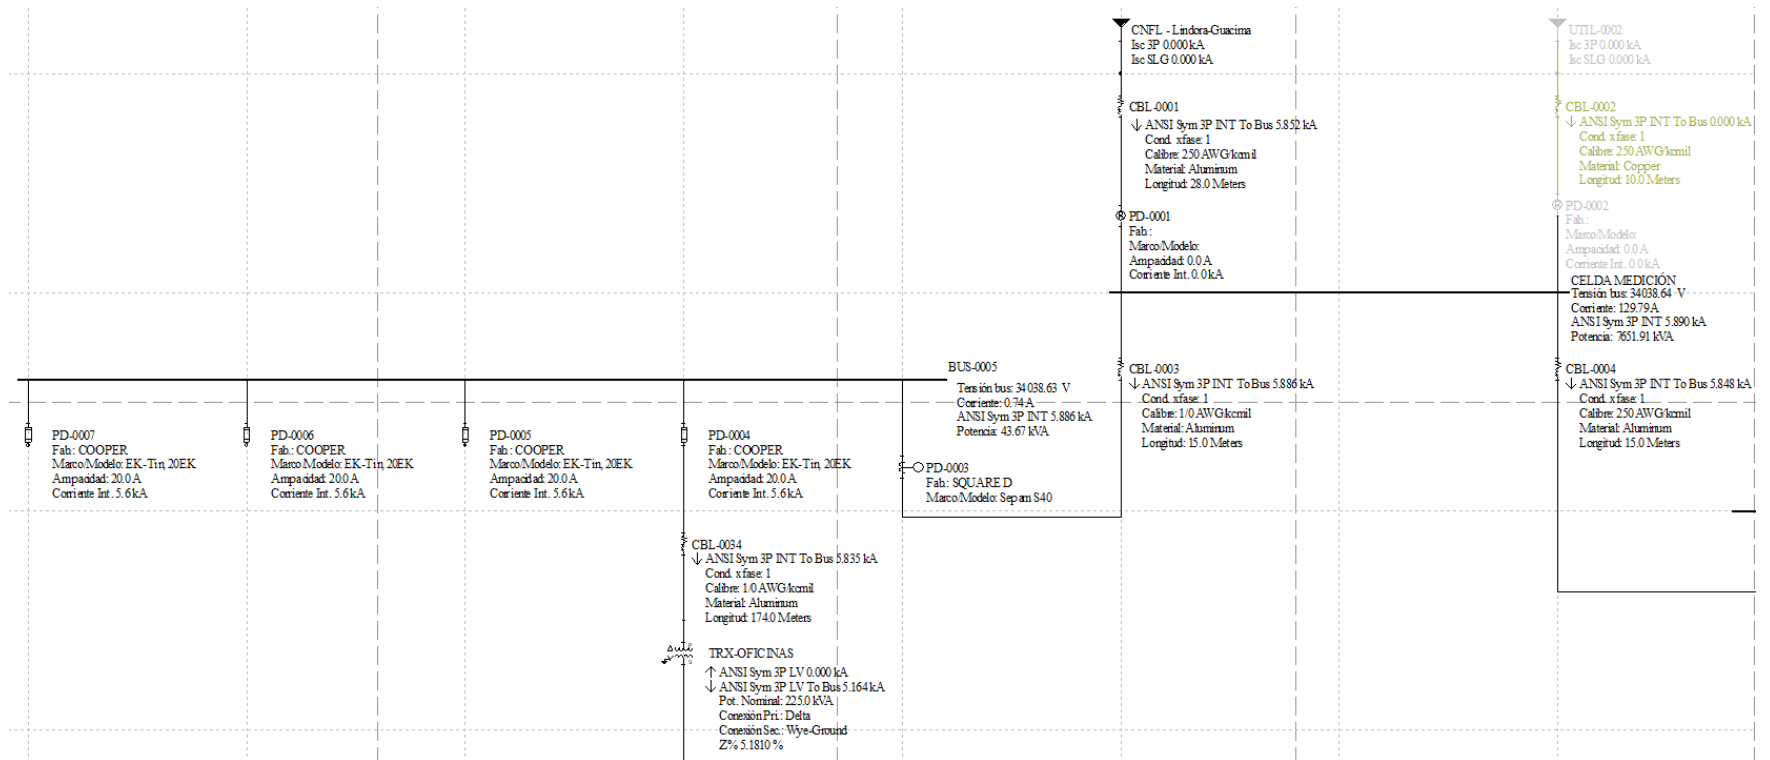 CNFL - Lindora-Guacima
Isc 3P 0.000 kA
Isc SLG 0.000 kA
UTIL-0002
Isc 3P 0.000 kA
Isc SLG 0.000 kA
CBL-0001
ANSI Sym 3P INT To Bus 5.852 kA
Cond. x fase: 1
Calibre: 250 AWG/kcmil
Material: Aluminum
Longitud: 28.0 Meters
CBL-0002
ANSI Sym 3P INT To Bus 0.000 kA
Cond. x fase: 1
Calibre: 250 AWG/kcmil
Material: Copper
Longitud: 10.0 Meters
PD-0001
Fab.:
Marco/Modelo:
Ampacidad: 0.0 A
Corriente Int. 0.0 kA
PD-0002
Fab.:
Marco/Modelo:
Ampacidad: 0.0 A
Corriente Int. 0.0 kA
CELDA MEDICIÓN
Tensión bus: 34038.64 V
Corriente: 129.79 A
ANSI Sym 3P INT 5.890 kA
Potencia: 7651.91 kVA
BUS-0005
Tensión bus: 34038.63 V
Corriente: 0.74 A
ANSI Sym 3P INT 5.886 kA
Potencia: 43.67 kVA
CBL-0003
ANSI Sym 3P INT To Bus 5.886 kA
Cond. x fase: 1
Calibre: 1/0 AWG/kcmil
Material: Aluminum
Longitud: 15.0 Meters
CBL-0004
ANSI Sym 3P INT To Bus 5.848 kA
Cond. x fase: 1
Calibre: 250 AWG/kcmil
Material: Aluminum
Longitud: 15.0 Meters
PD-0007
Fab.: COOPER
Marco/Modelo: EK-Tin, 20EK
Ampacidad: 20.0 A
Corriente Int. 5.6 kA
PD-0006
Fab.: COOPER
Marco/Modelo: EK-Tin, 20EK
Ampacidad: 20.0 A
Corriente Int. 5.6 kA
PD-0005
Fab.: COOPER
Marco/Modelo: EK-Tin, 20EK
Ampacidad: 20.0 A
Corriente Int. 5.6 kA
PD-0004
Fab.: COOPER
Marco/Modelo: EK-Tin, 20EK
Ampacidad: 20.0 A
Corriente Int. 5.6 kA
PD-0003
Fab.: SQUARE D
Marco/Modelo: Sepam S40
CBL-0034
ANSI Sym 3P INT To Bus 5.835 kA
Cond. x fase: 1
Calibre: 1/0 AWG/kcmil
Material: Aluminum
Longitud: 174.0 Meters
TRX-OFICINAS
ANSI Sym 3P LV 0.000 kA
ANSI Sym 3P LV To Bus 5.164 kA
Pot. Nominal: 225.0 kVA
Conexión Pri.: Delta
Conexión Sec.: Wye-Ground
Z% 5.1810 %